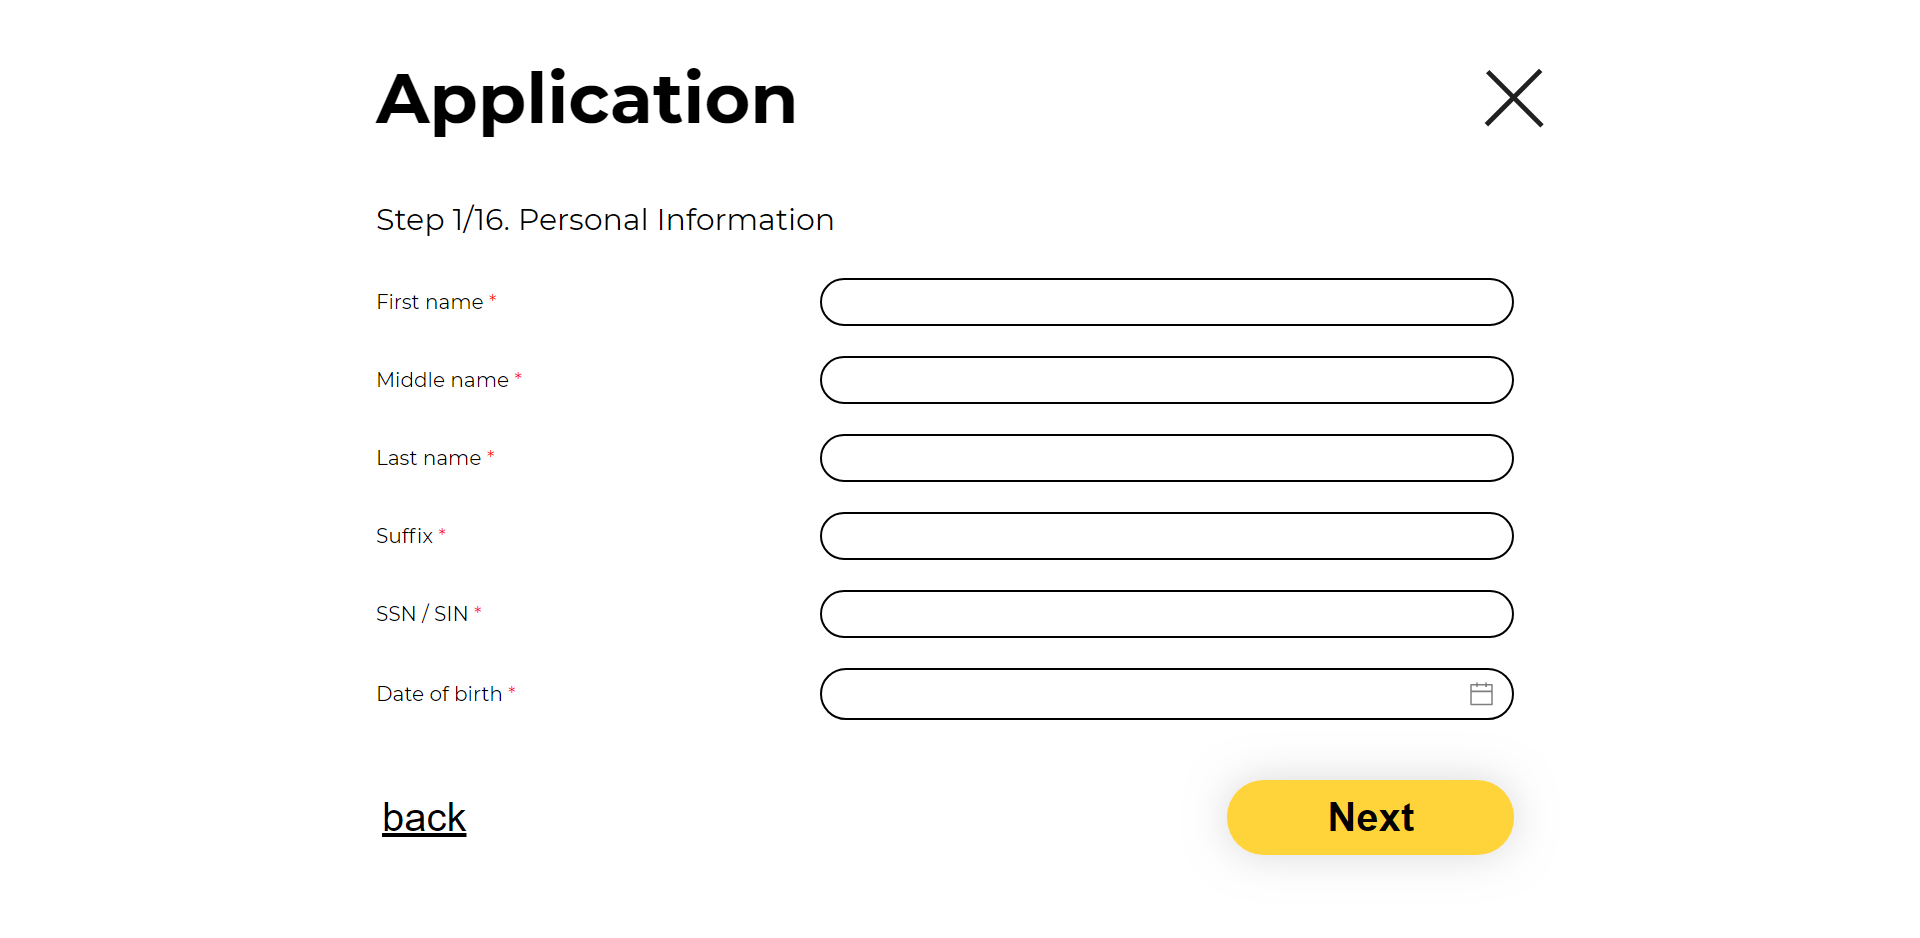 Application
Step 1/16. Personal Information
First name *
Middle name *
Last name *
Suffix *
SSN / SIN *
Date of birth *
back
Next